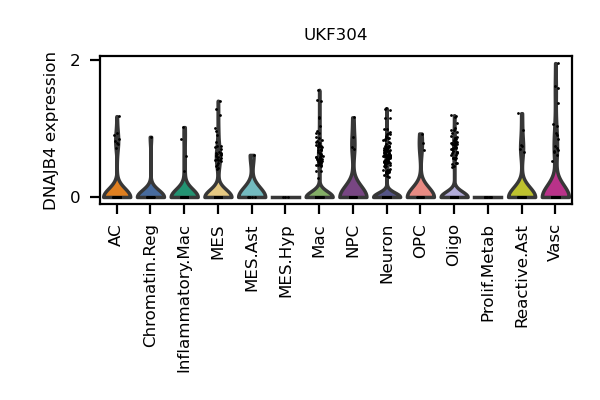 UKF304
DNAJB4 expression
2
0
AC
Chromatin.Reg
Inflammatory.Mac
MES
MES.Ast
MES.Hyp
Mac
NPC
Neuron
OPC
Oligo
Prolif.Metab
Reactive.Ast
Vasc